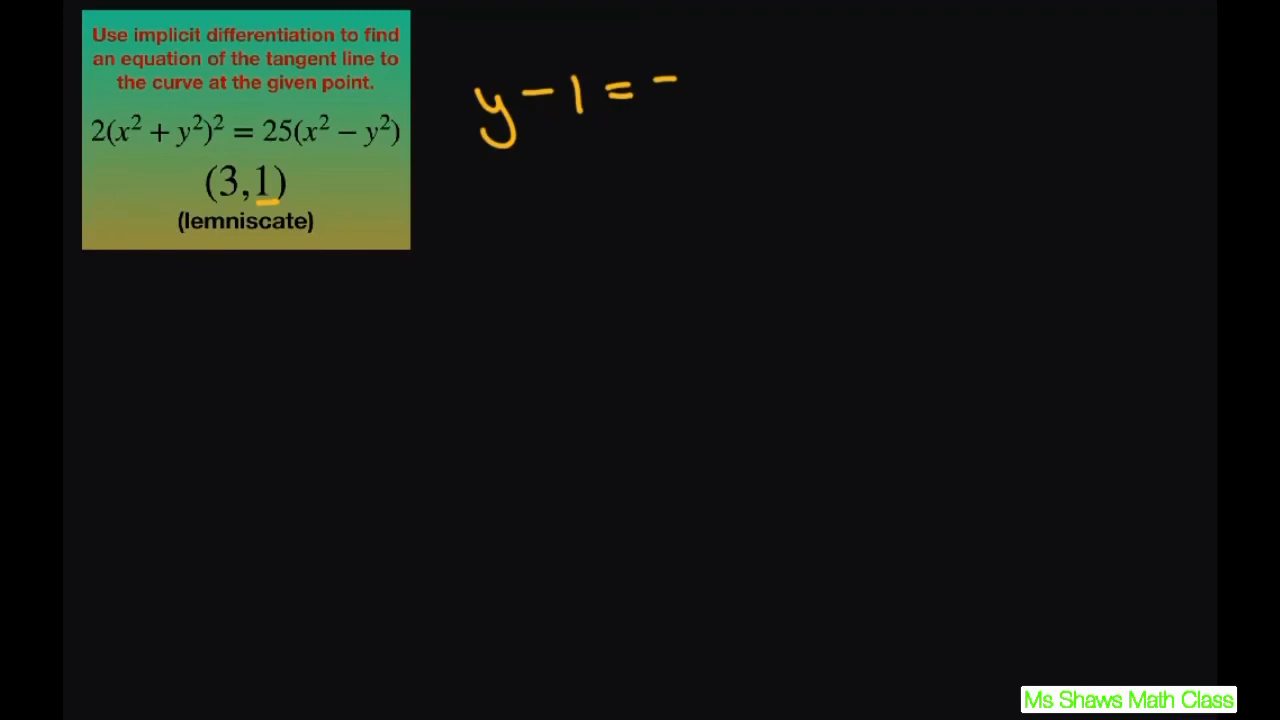 Use implicit differentiation to find
an equation of the tangent line to
the curve at the given point.
2(x² + y²)² = 25(x² − y²)
(3,1)
(lemniscate)
y − 1 = −
Ms Shaws Math Class